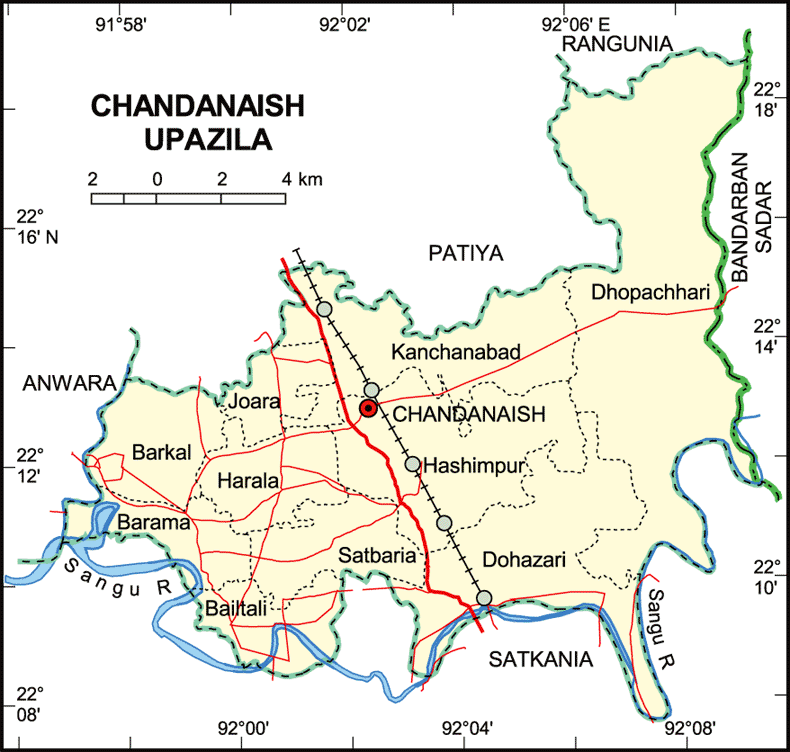 91°58'
92°02'
92°06' E
RANGUNIA
22°
18'
CHANDANAISH
UPAZILA
2 0 2 4 km
BANDARBAN
SADAR
22°
16' N
PATIYA
Dhopachhari
22°
14'
Kanchanabad
ANWARA
Joara
CHANDANAISH
Barkal
22°
12'
Hashimpur
Harala
Barama
Satbaria
Dohazari
22°
10'
Sangu R
Bailtali
Sangu R
SATKANIA
22°
08'
92°00'
92°04'
92°08'